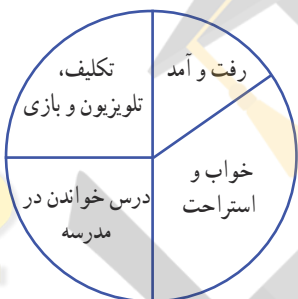 رفت و آمد
تکلیف،
تلویزیون و بازی
خواب و
استراحت
درس خواندن در
مدرسه